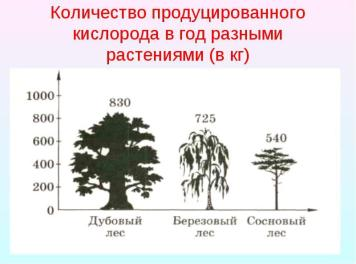 Количество продуцированного
кислорода в год разными
растениями (в кг)
1000
800
600
400
200
0
830
725
540
Дубовый
лес
Березовый
лес
Сосновый
лес